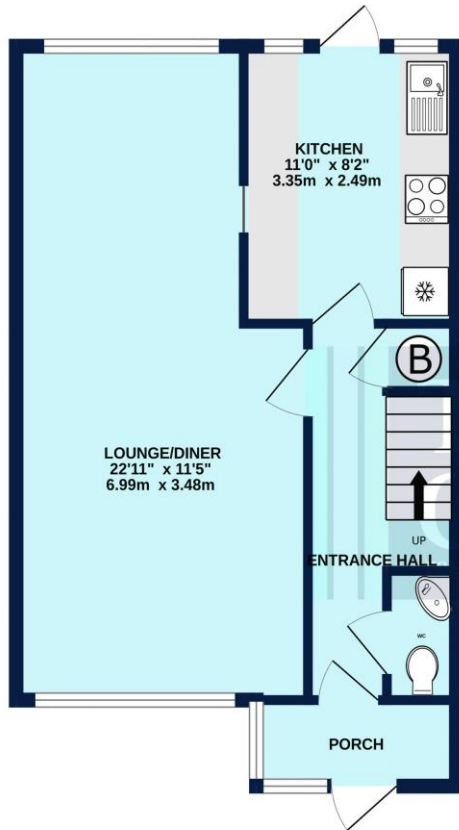 KITCHEN
11'0" x 8'2"
3.35m x 2.49m
B
LOUNGE/DINER
22'11" x 11'5"
6.99m x 3.48m
UP
ENTRANCE HALL
WC
PORCH